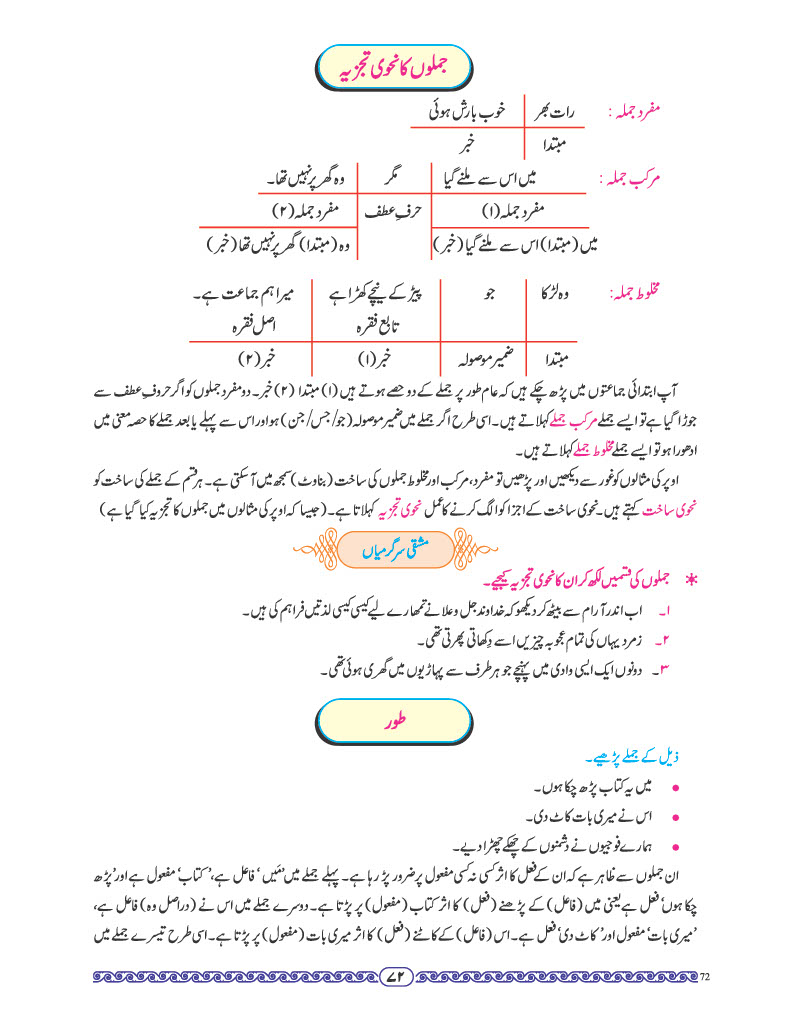 جملوں کا نحوی تجزیہ
مفرد جملہ : رات بھر خوب بارش ہوئی
مبتدا خبر
مرکب جملہ : میں اس سے ملنے گیا مگر وہ گھر پر نہیں تھا۔
مفرد جملہ (۱) حرفِ عطف مفرد جملہ (۲)
میں (مبتدا) اس سے ملنے گیا (خبر) وہ (مبتدا) گھر پر نہیں تھا (خبر)
مخلوط جملہ: وہ لڑکا جو پیڑ کے نیچے کھڑا ہے میرا ہم جماعت ہے۔
تابع فقرہ اصل فقرہ
مبتدا ضمیر موصولہ خبر (۱) خبر (۲)
آپ ابتدائی جماعتوں میں پڑھ چکے ہیں کہ عام طور پر جملے کے دو حصے ہوتے ہیں (۱) مبتدا (۲) خبر۔ دو مفرد جملوں کو اگر حروفِ عطف سے
جوڑا گیا ہے تو ایسے جملے مرکب جملے کہلاتے ہیں۔ اسی طرح اگر جملے میں ضمیر موصولہ (جو/ جس/ جن) ہو اور اس سے پہلے یا بعد جملے کا حصہ معنی میں
ادھورا ہو تو ایسے جملے مخلوط جملے کہلاتے ہیں۔
اوپر کی مثالوں کو غور سے دیکھیں اور پڑھیں تو مفرد، مرکب اور مخلوط جملوں کی ساخت (بناوٹ) سمجھ میں آسکتی ہے۔ ہر قسم کے جملے کی ساخت کو
نحوی ساخت کہتے ہیں۔ نحوی ساخت کے اجزا کو الگ کرنے کا عمل نحوی تجزیہ کہلاتا ہے۔ (جیسا کہ اوپر کی مثالوں میں جملوں کا تجزیہ کیا گیا ہے)
مشقی سرگرمیاں
* جملوں کی قسمیں لکھ کر ان کا نحوی تجزیہ کیجیے۔
۱۔ اب اندر آرام سے بیٹھ کر دیکھو کہ خداوند جل وعلا نے تمھارے لیے کیسی کیسی لذتیں فراہم کی ہیں۔
۲۔ زمرد یہاں کی تمام عجوبہ چیزیں اسے دِکھاتی پھرتی تھی۔
۳۔ دونوں ایک ایسی وادی میں پہنچے جو ہر طرف سے پہاڑیوں میں گھری ہوئی تھی۔
طور
ذیل کے جملے پڑھیے۔
• میں یہ کتاب پڑھ چکا ہوں۔
• اس نے میری بات کاٹ دی۔
• ہمارے فوجیوں نے دشمنوں کے چھکے چھڑا دیے۔
ان جملوں سے ظاہر ہے کہ ان کے فعل کا اثر کسی نہ کسی مفعول پر ضرور پڑ رہا ہے۔ پہلے جملے میں ’مَیں‘ فاعل ہے، ’کتاب‘ مفعول ہے اور ’پڑھ
چکا ہوں‘ فعل ہے یعنی میں (فاعل) کے پڑھنے (فعل) کا اثر کتاب (مفعول) پر پڑتا ہے۔ دوسرے جملے میں اس نے (دراصل وہ) فاعل ہے،
’میری بات‘ مفعول اور ’کاٹ دی‘ فعل ہے۔ اس (فاعل) کے کاٹنے (فعل) کا اثر میری بات (مفعول) پر پڑتا ہے۔ اسی طرح تیسرے جملے میں
۷۲
72